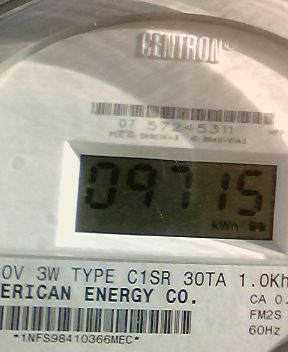 CENTRON®
07 57245311
09715
kWh
0V 3W TYPE C1SR 30TA 1.0Kh
ERICAN ENERGY CO.
CA 0.
FM2S
60Hz
*1NFS98410366MEC*